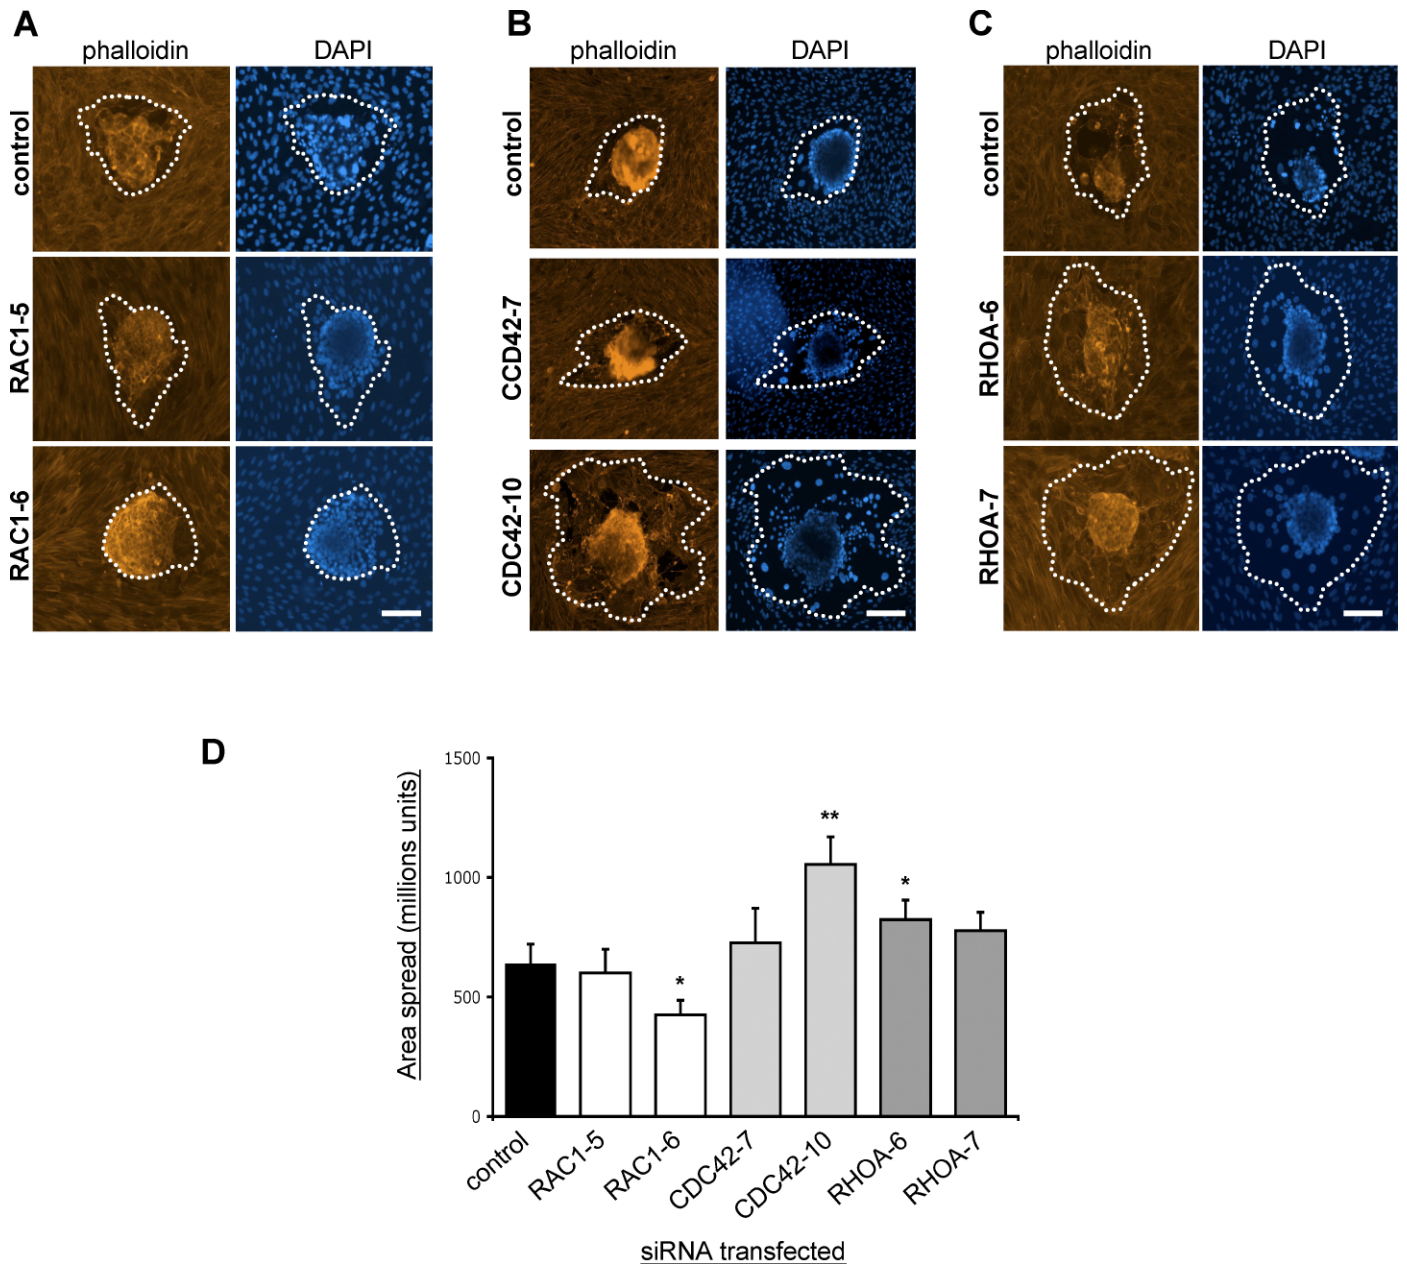 A
phalloidin
DAPI
control
RAC1-5
RAC1-6
B
phalloidin
DAPI
control
CCD42-7
CDC42-10
C
phalloidin
DAPI
control
RHOA-6
RHOA-7
D
Area spread (millions units)
1500
1000
500
0
*
**
*
control
RAC1-5
RAC1-6
CDC42-7
CDC42-10
RHOA-6
RHOA-7
siRNA transfected